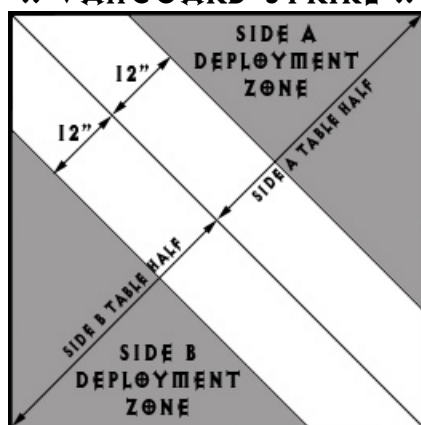 VANGUARD STRIKE
SIDE A
DEPLOYMENT
ZONE
12”
12”
SIDE A TABLE HALF
SIDE B TABLE HALF
SIDE B
DEPLOYMENT
ZONE